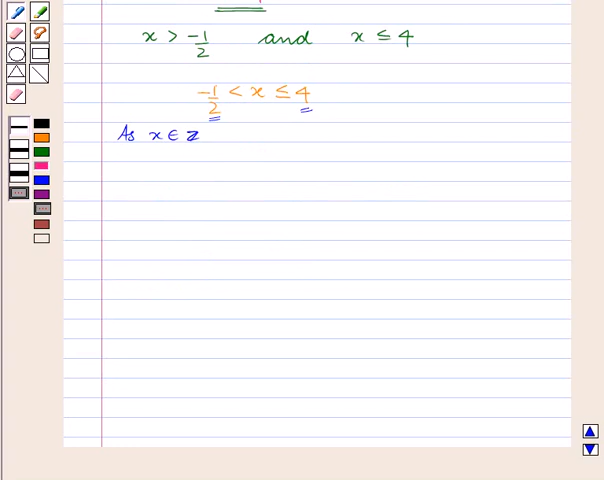 x > -1/2 and x ≤ 4
-1/2 < x ≤ 4
As x ∈ z